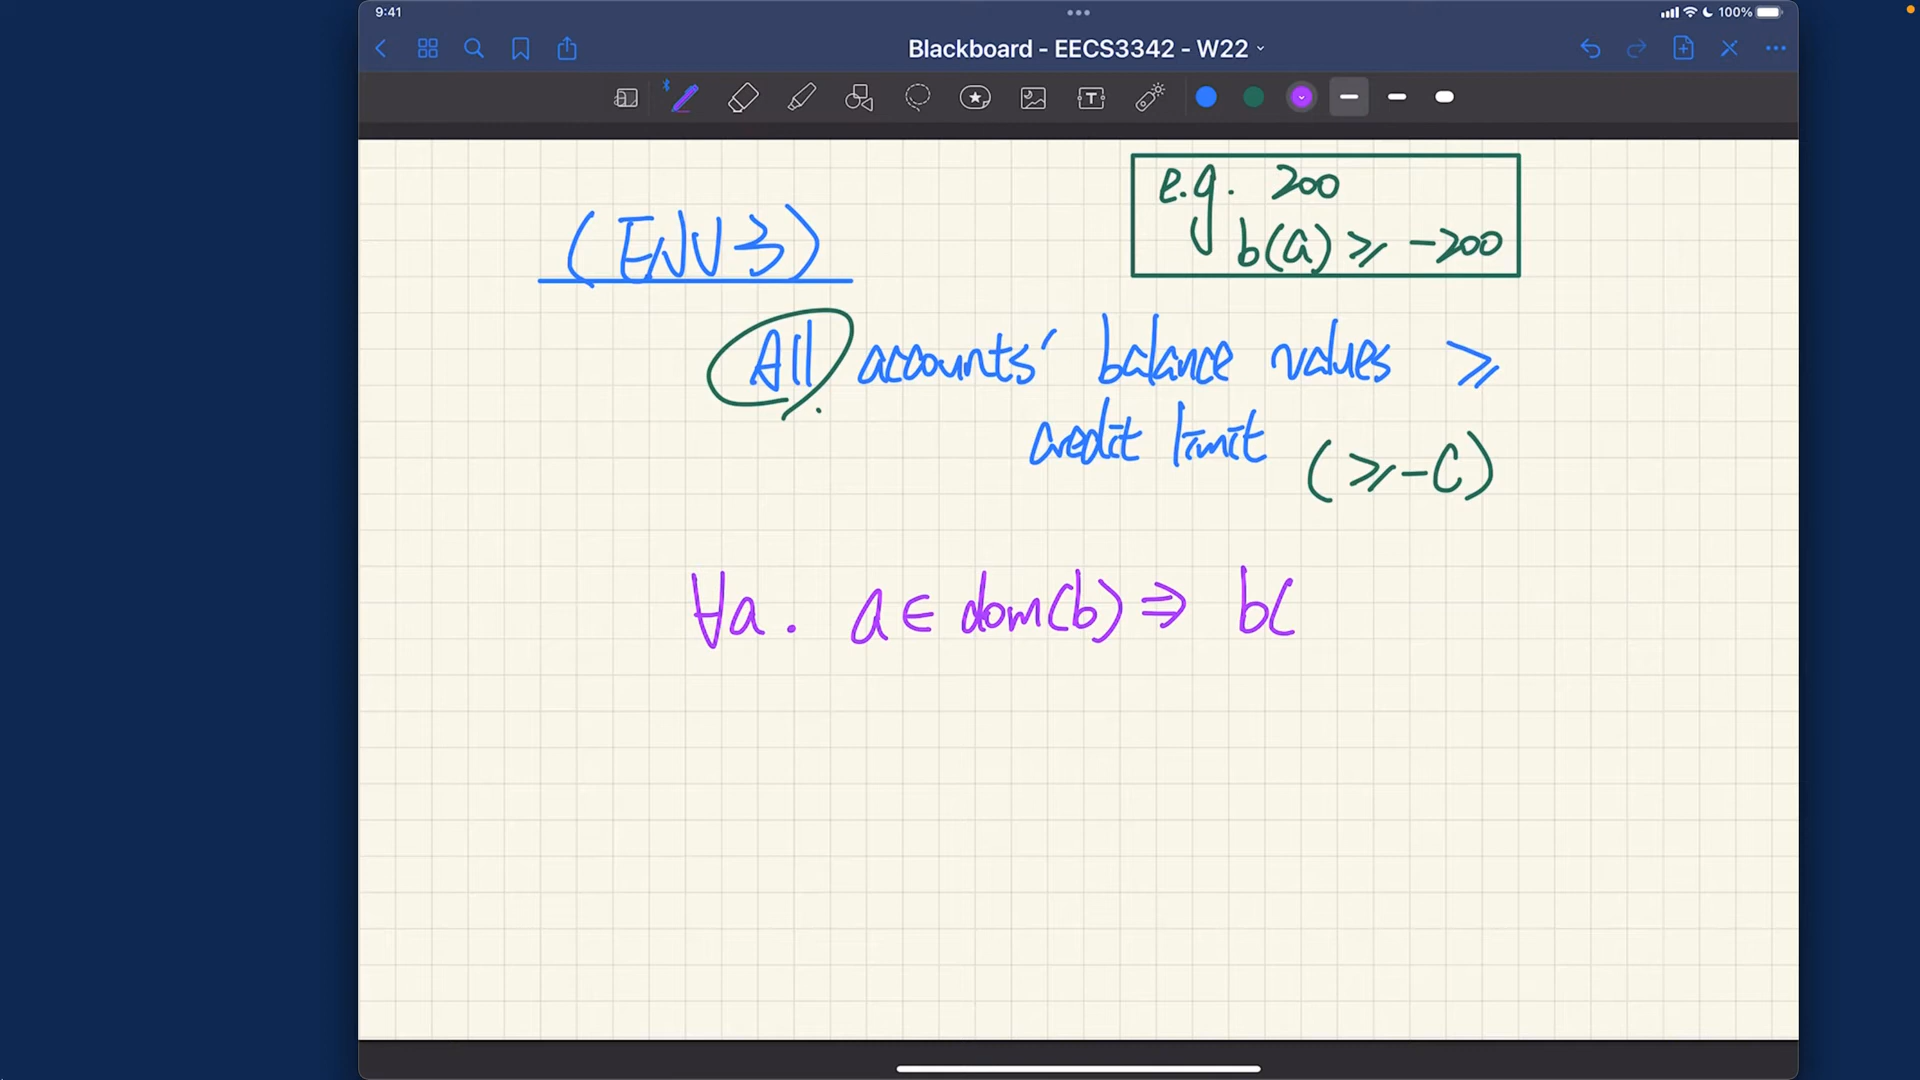 9:41
100%
Blackboard - EECS3342 - W22
e.g. 200
b(a) ≥ -200
(ENV3)
All accounts' balance values ≥
credit limit (≥ -C)
∀a . a ∈ dom(b) ⇒ b(